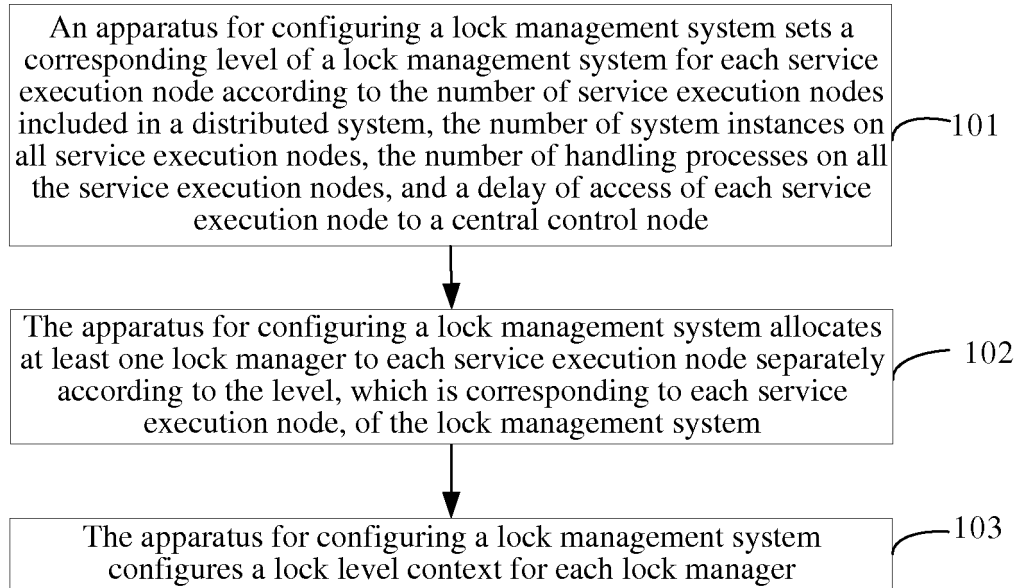 An apparatus for configuring a lock management system sets a
corresponding level of a lock management system for each service
execution node according to the number of service execution nodes
included in a distributed system, the number of system instances on
all service execution nodes, the number of handling processes on all
the service execution nodes, and a delay of access of each service
execution node to a central control node
101
The apparatus for configuring a lock management system allocates
at least one lock manager to each service execution node separately
according to the level, which is corresponding to each service
execution node, of the lock management system
102
The apparatus for configuring a lock management system
configures a lock level context for each lock manager
103